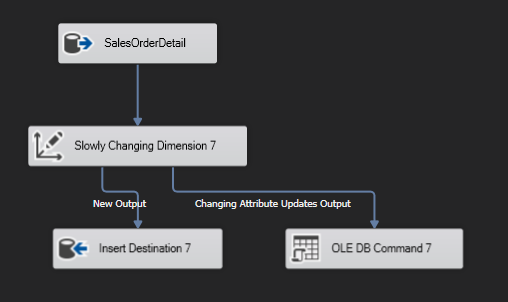 SalesOrderDetail
Slowly Changing Dimension 7
New Output
Changing Attribute Updates Output
Insert Destination 7
OLE DB Command 7